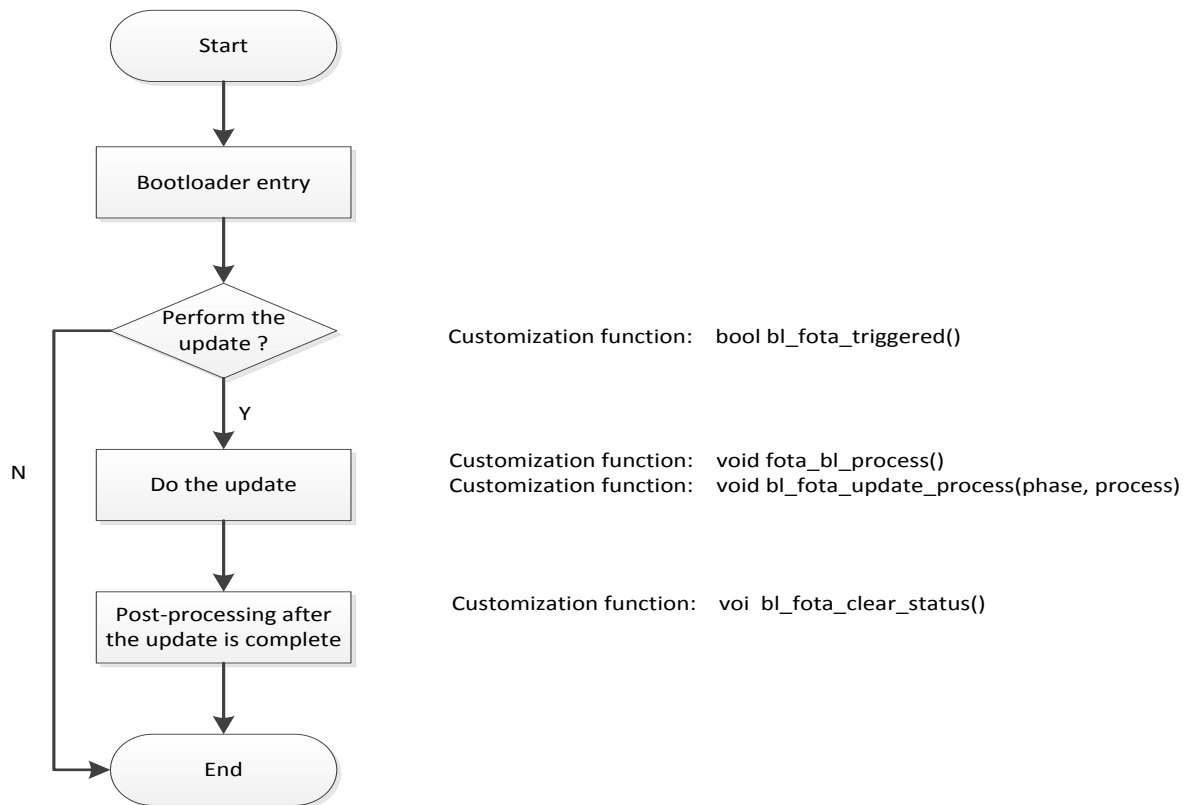 Start
Bootloader entry
Perform the
update ?
Customization function: bool bl_fota_triggered()
Y
N
Do the update
Customization function: void fota_bl_process()
Customization function: void bl_fota_update_process(phase, process)
Post-processing after
the update is complete
Customization function: voi bl_fota_clear_status()
End